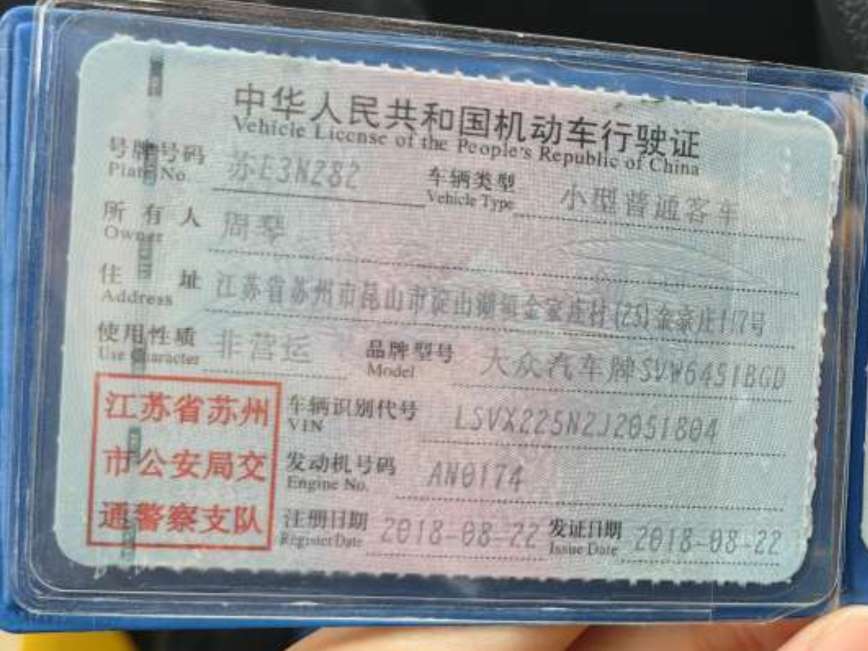 中华人民共和国机动车行驶证
Vehicle License of the People's Republic of China
号牌号码 苏E3N282 车辆类型 小型普通客车
Plate No. Vehicle Type
所有人 周琴
Owner
住址 江苏省苏州市昆山市淀山湖镇金家庄村(25)金家庄117号
Address
使用性质 非营运 品牌型号 大众汽车牌SVW6451BGD
Use Character Model
江苏省苏州 车辆识别代号 LSVX225N2J2051804
VIN
市公安局交 发动机号码 AN0174
Engine No.
通警察支队 注册日期 2018-08-22 发证日期 2018-08-22
Register Date Issue Date